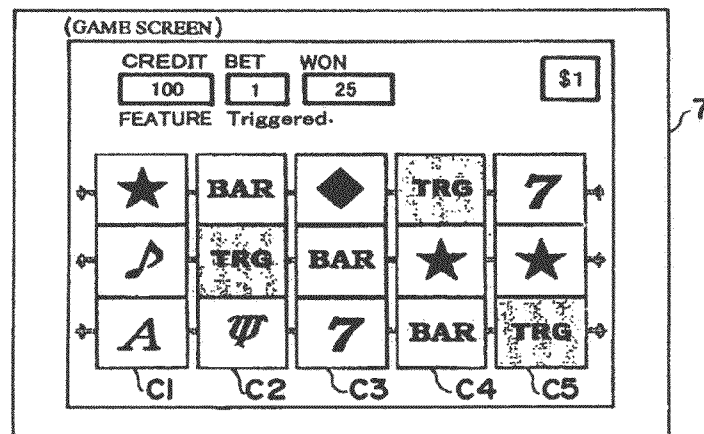 (GAME SCREEN)
CREDIT BET WON
100 1 25 $1
FEATURE Triggered.
7
BAR TRG 7
TRG BAR
A 7 BAR TRG
C1 C2 C3 C4 C5